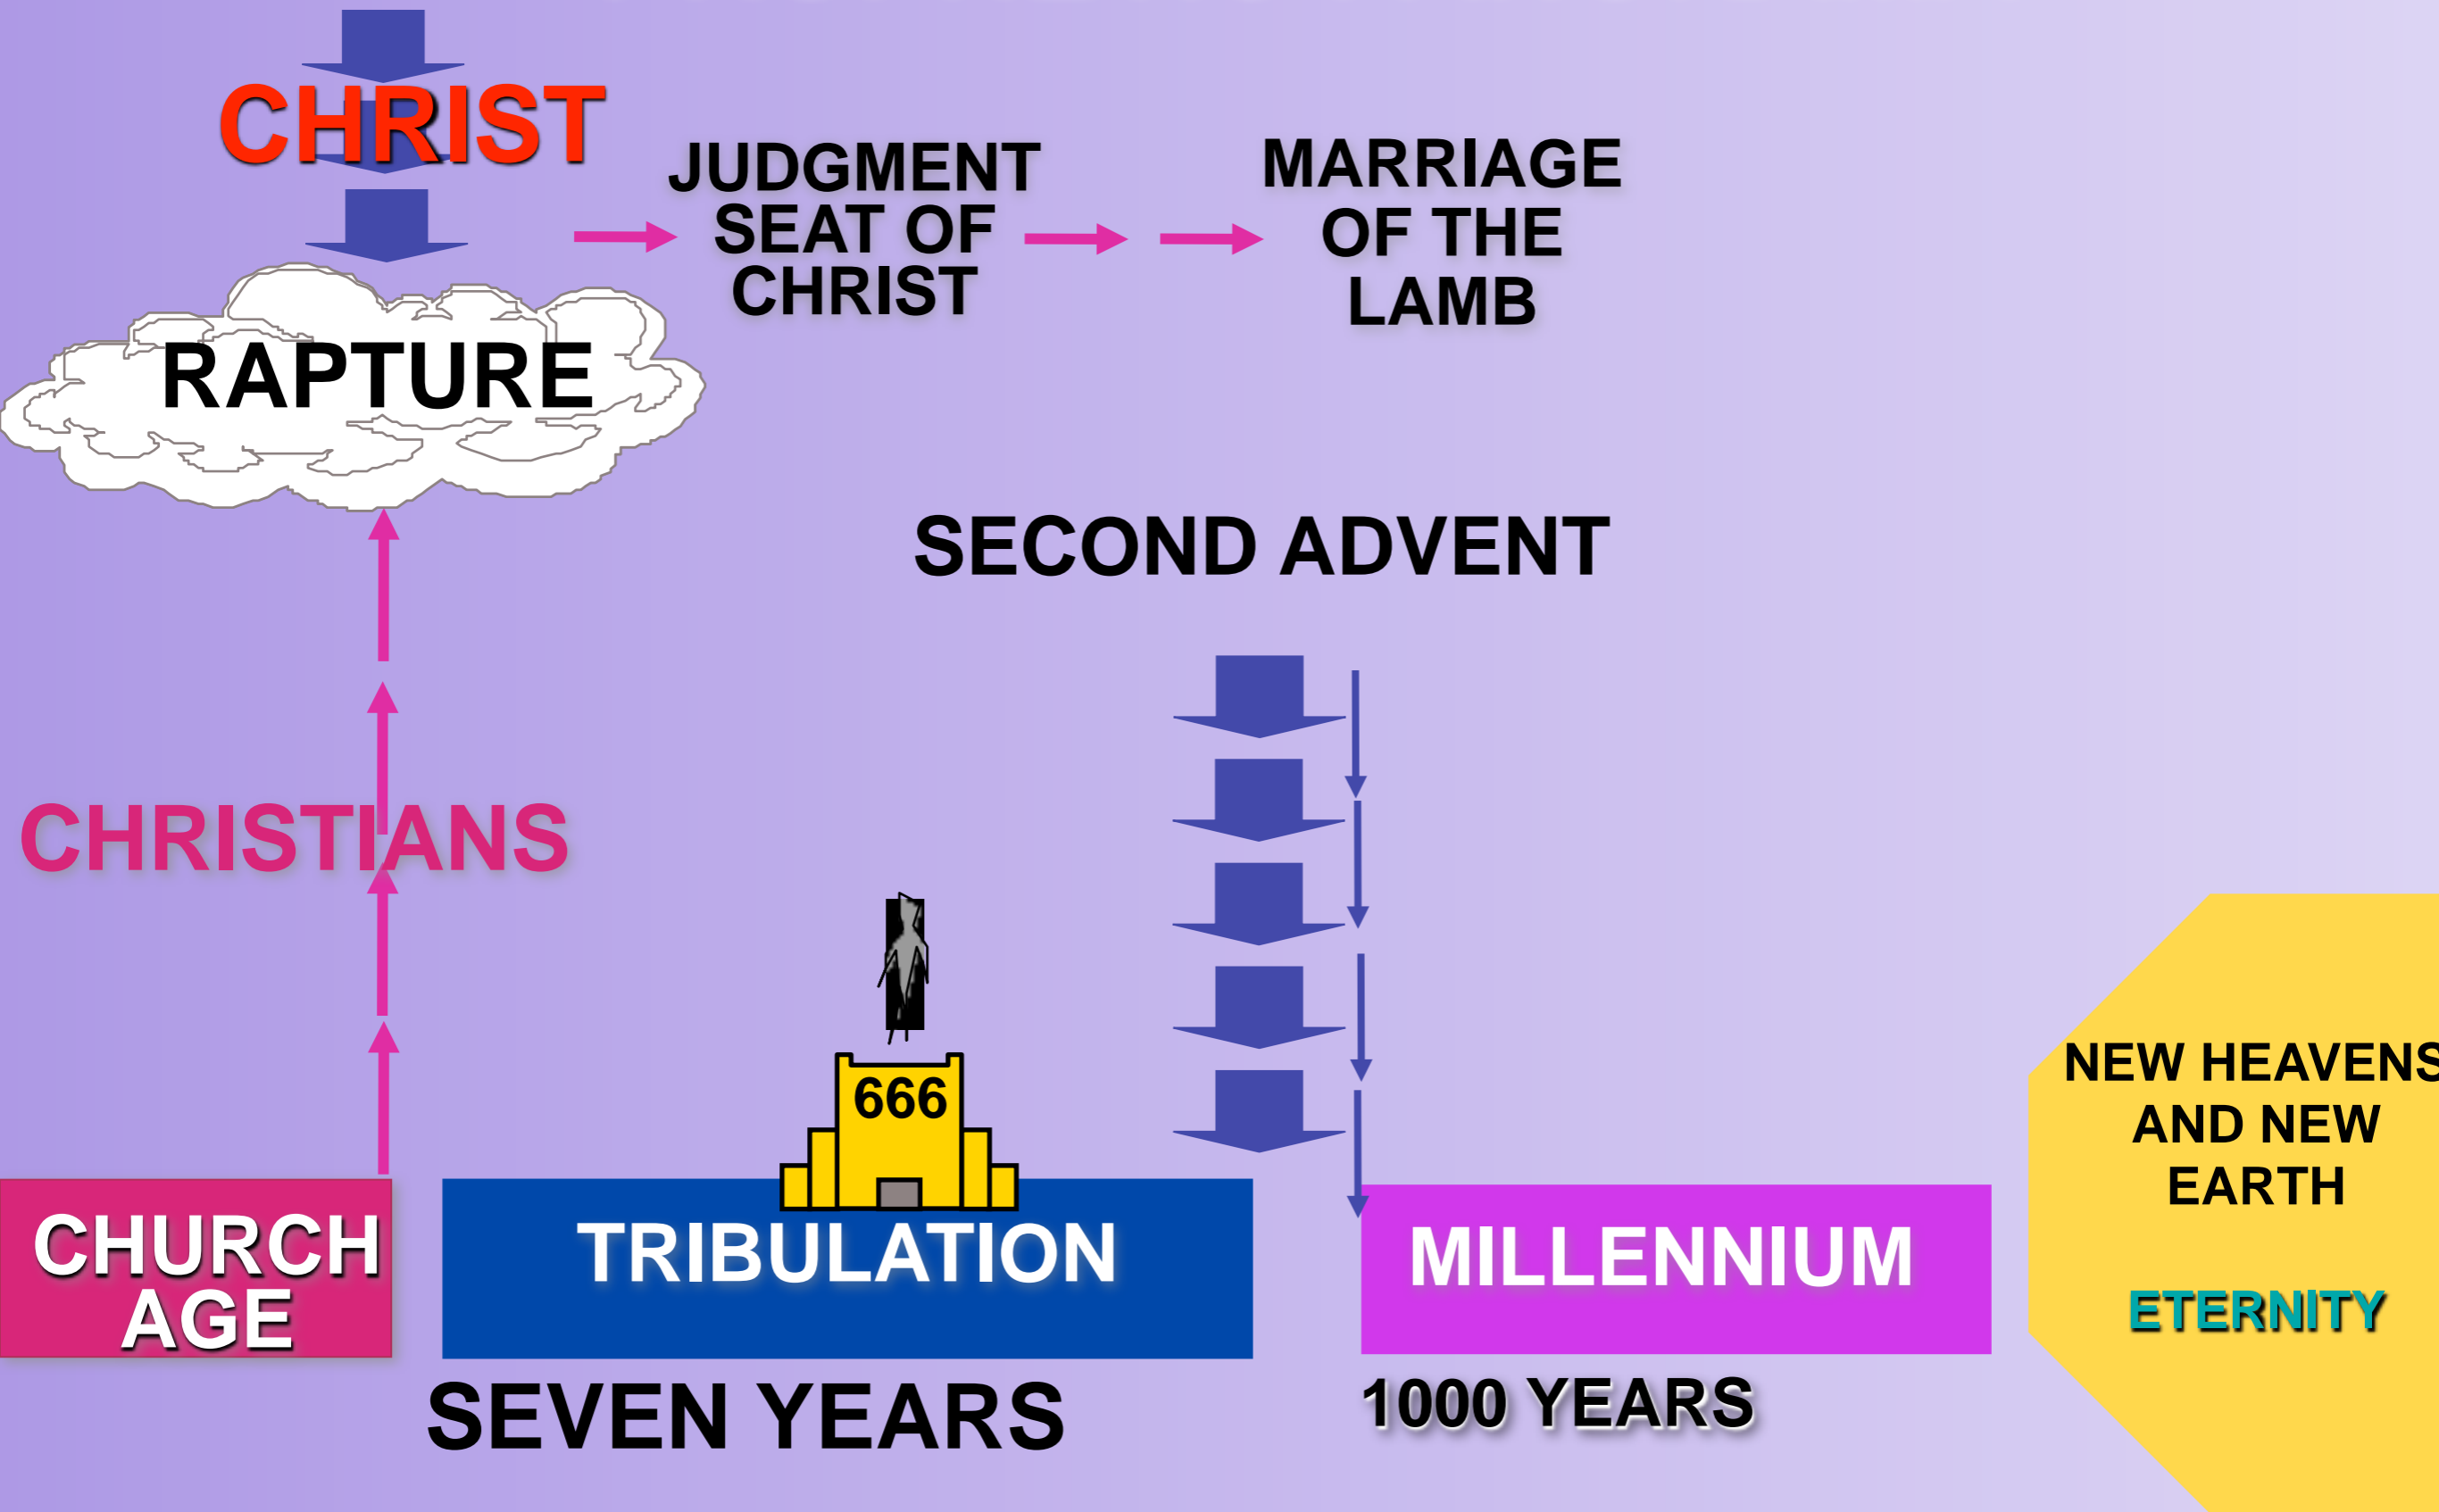 CHRIST
JUDGMENT
SEAT OF
CHRIST
MARRIAGE
OF THE
LAMB
RAPTURE
SECOND ADVENT
CHRISTIANS
666
NEW HEAVENS
AND NEW
EARTH
ETERNITY
CHURCH
AGE
TRIBULATION
MILLENNIUM
SEVEN YEARS
1000 YEARS